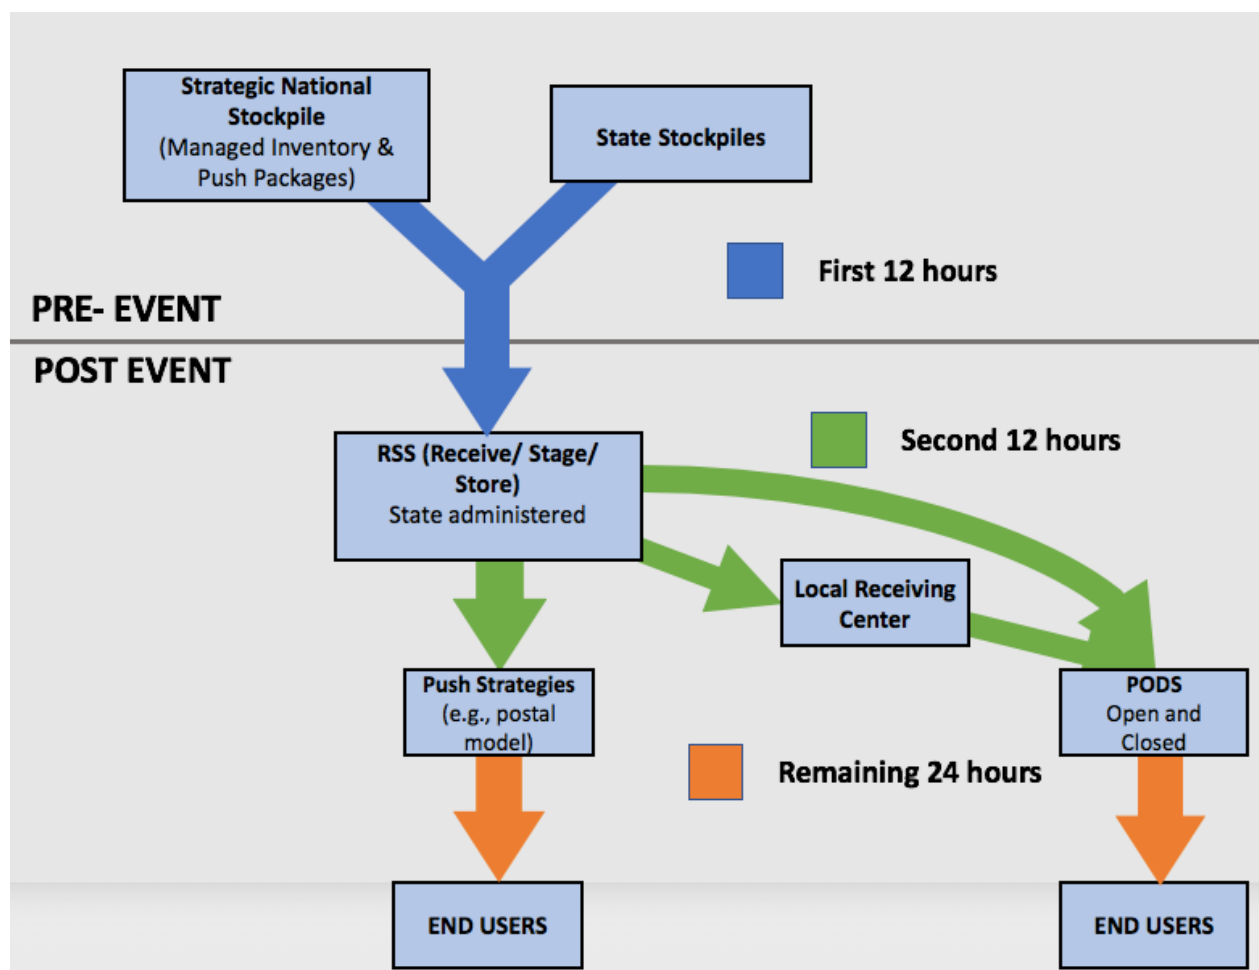 Strategic National
Stockpile
(Managed Inventory &
Push Packages)
State Stockpiles
First 12 hours
PRE- EVENT
POST EVENT
Second 12 hours
RSS (Receive/ Stage/
Store)
State administered
Local Receiving
Center
Push Strategies
(e.g., postal
model)
PODS
Open and
Closed
Remaining 24 hours
END USERS
END USERS